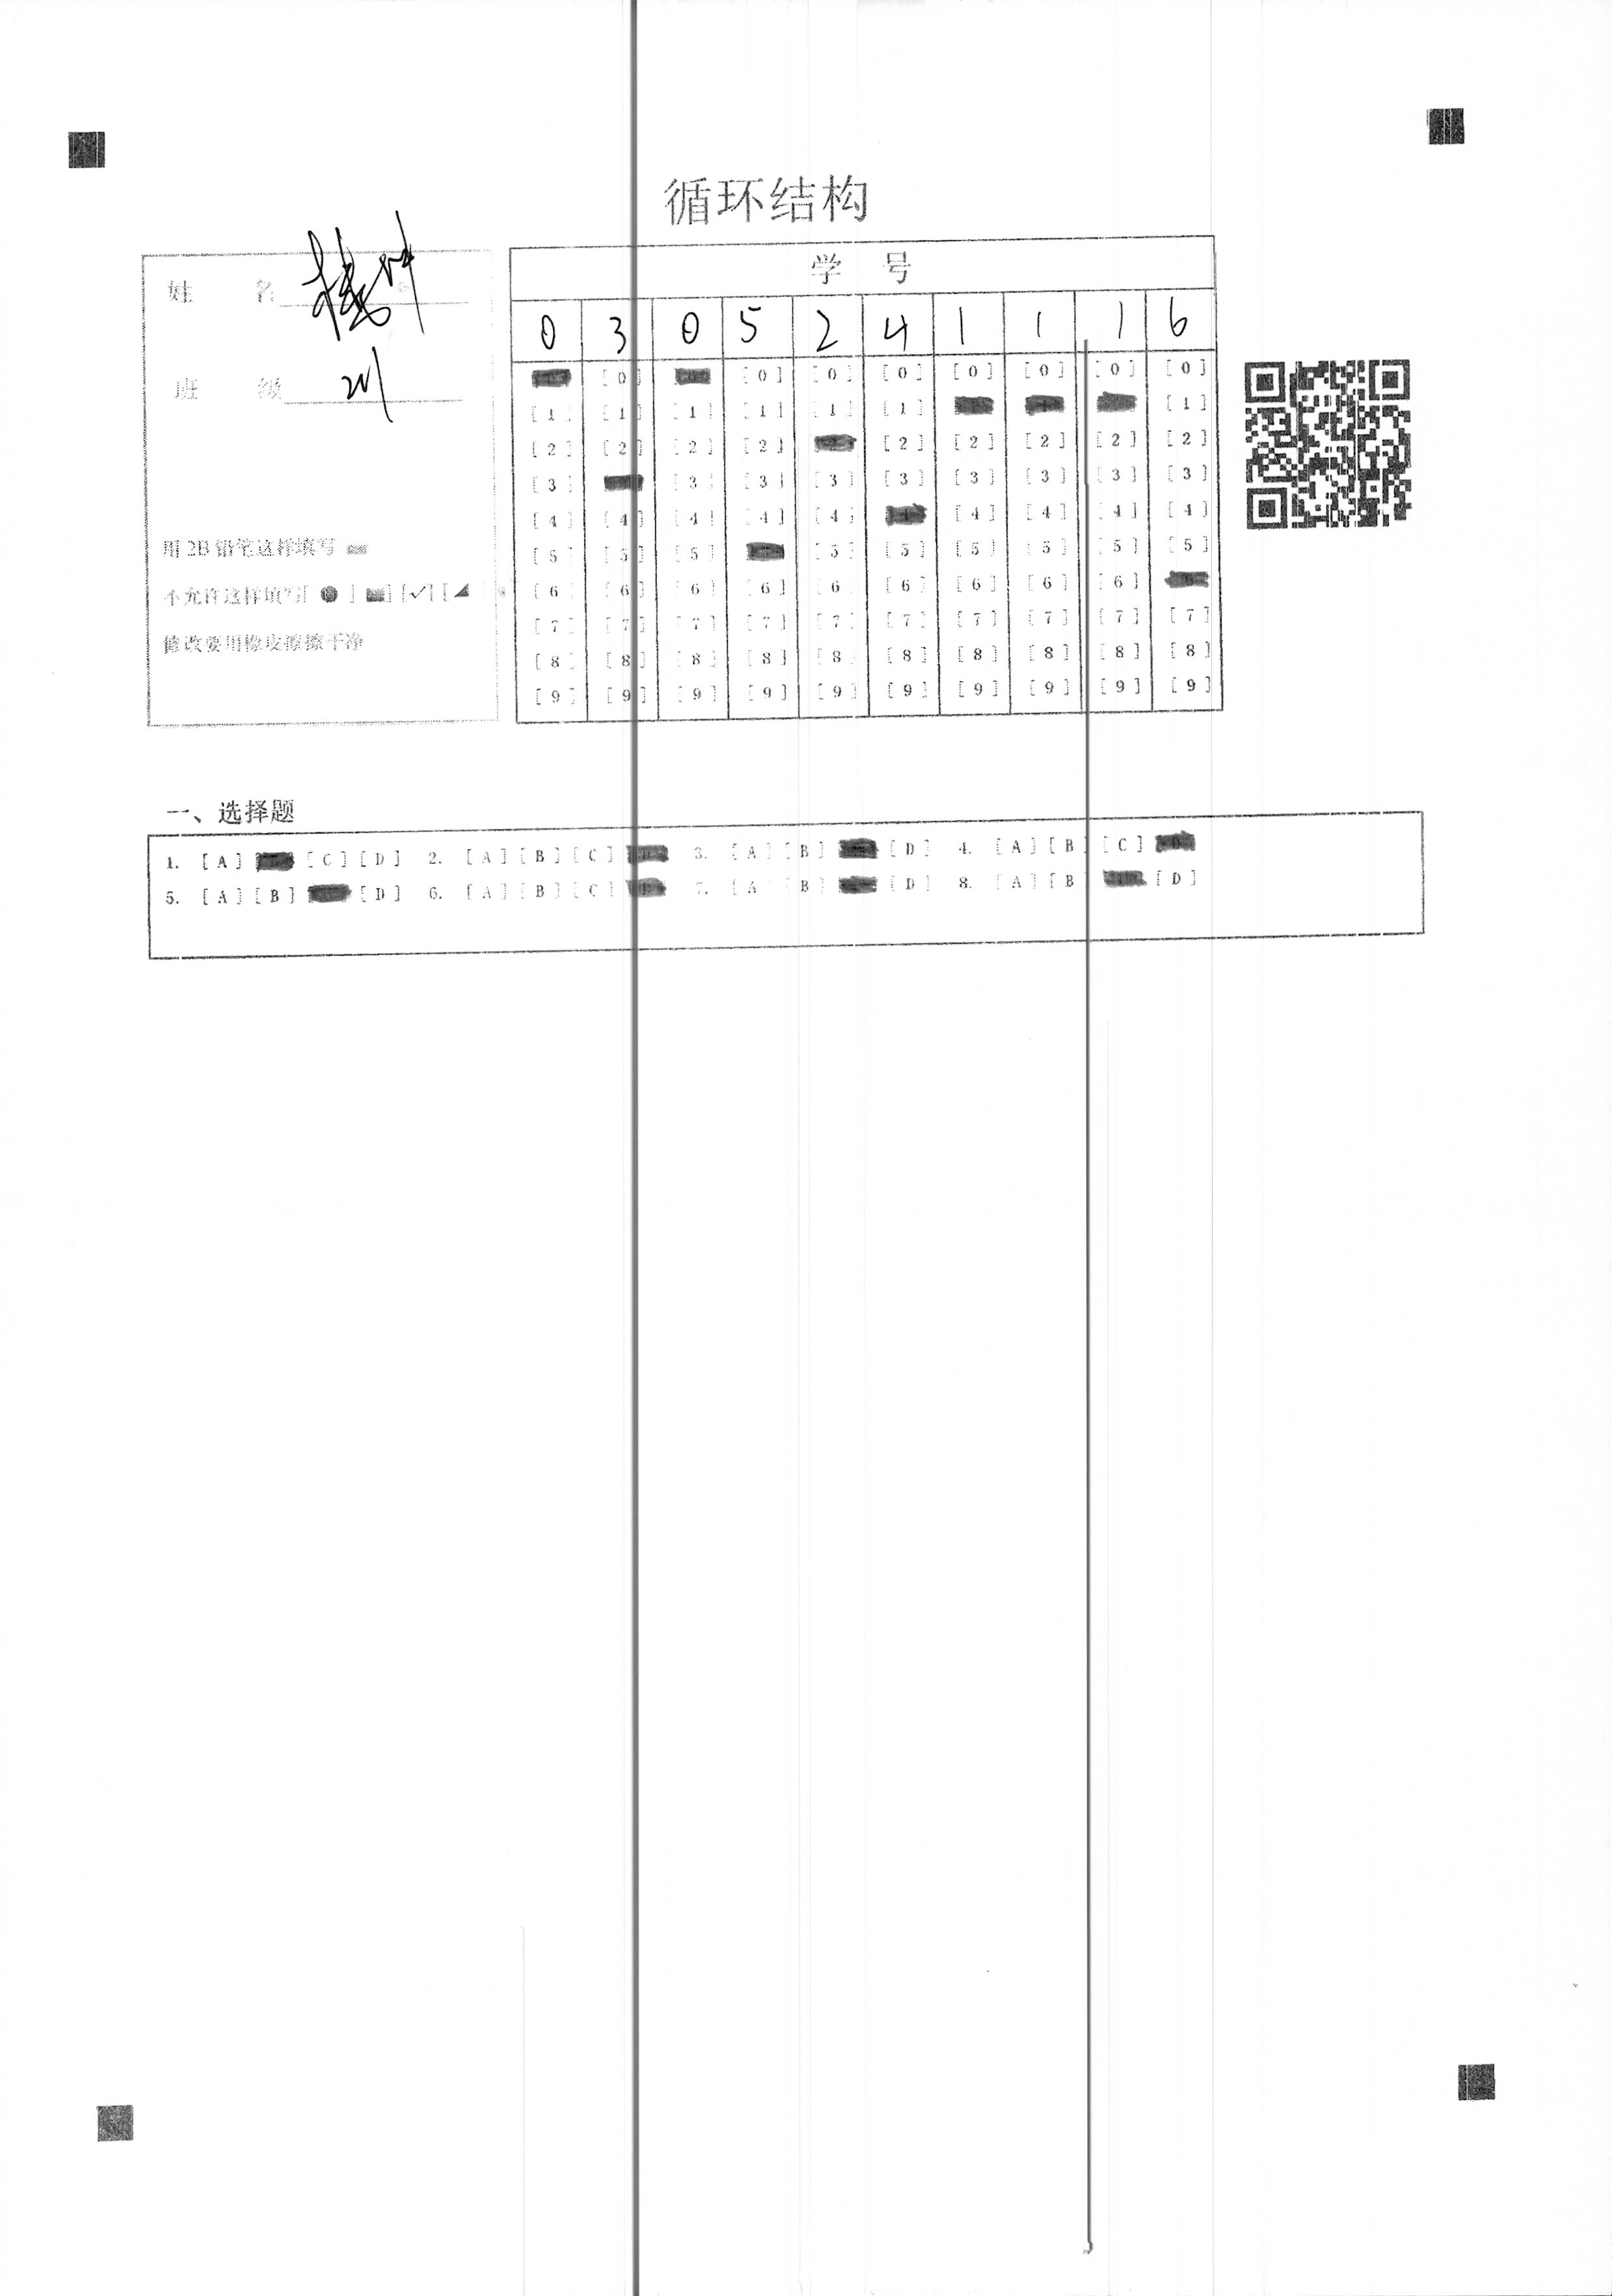 循环结构
姓 名
班 级 211
用2B铅笔这样填写
不允许这样填写[ ● ] [✓] [◢
修改要用橡皮擦擦干净
学 号
0 3 0 5 2 4 1 1 1 6
[0] [0] [0] [0] [0] [0] [0] [0]
[1] [1] [1] [1] [1] [1] [1]
[2] [2] [2] [2] [2] [2] [2] [2] [2]
[3] [3] [3] [3] [3] [3] [3] [3] [3]
[4] [4] [4] [4] [4] [4] [4] [4] [4]
[5] [5] [5] [5] [5] [5] [5] [5] [5]
[6] [6] [6] [6] [6] [6] [6] [6] [6]
[7] [7] [7] [7] [7] [7] [7] [7] [7] [7]
[8] [8] [8] [8] [8] [8] [8] [8] [8] [8]
[9] [9] [9] [9] [9] [9] [9] [9] [9] [9]
一、选择题
1. [A] [C] [D] 2. [A] [B] [C] 3. [A] [B] [D] 4. [A] [B] [C]
5. [A] [B] [D] 6. [A] [B] [C] 7. [A] [B] [D] 8. [A] [B] [D]